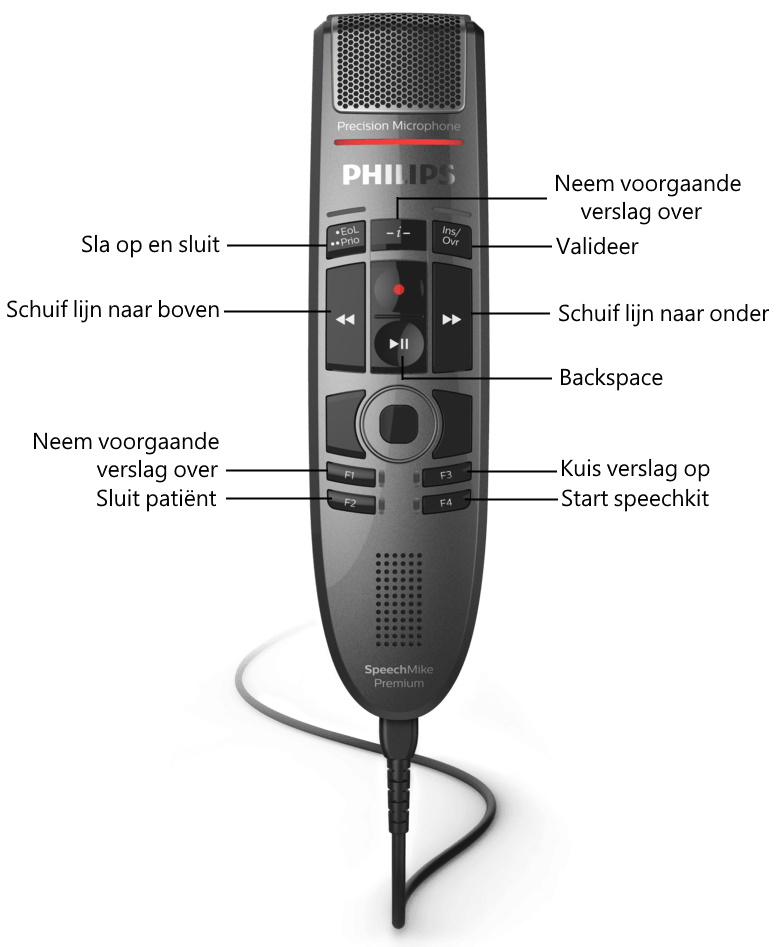 Precision Microphone
PHILIPS
Neem voorgaande
verslag over
Sla op en sluit
•EoL
••Prio
-i-
Ins/
Ovr
Valideer
Schuif lijn naar boven
Schuif lijn naar onder
Backspace
Neem voorgaande
verslag over
F1
F3
Kuis verslag op
Sluit patiënt
F2
F4
Start speechkit
SpeechMike
Premium